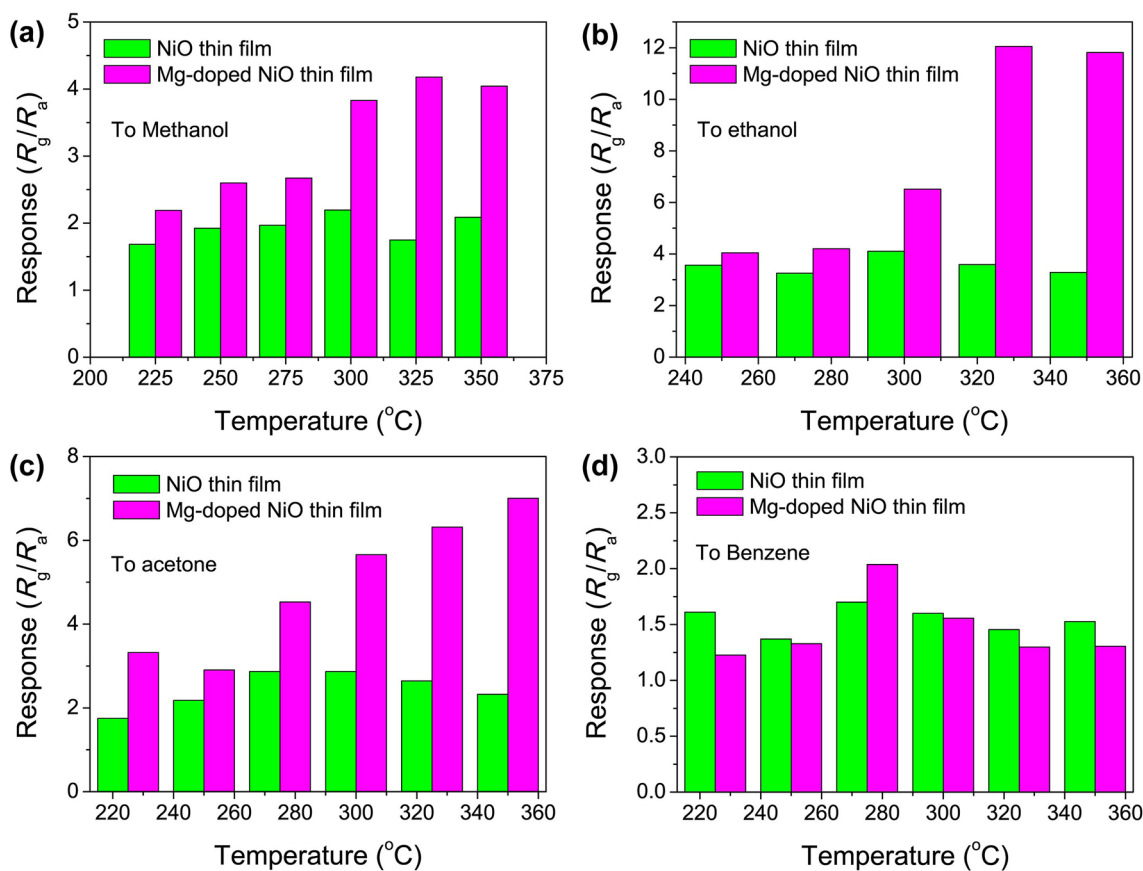 (a)
5
4
3
2
1
0
Response (Rg/Ra)
NiO thin film
Mg-doped NiO thin film
To Methanol
200 225 250 275 300 325 350 375
Temperature (oC)
(b)
12
10
8
6
4
2
0
Response (Rg/Ra)
NiO thin film
Mg-doped NiO thin film
To ethanol
240 260 280 300 320 340 360
Temperature (oC)
(c)
8
6
4
2
0
Response (Rg/Ra)
NiO thin film
Mg-doped NiO thin film
To acetone
220 240 260 280 300 320 340 360
Temperature (oC)
(d)
3.0
2.5
2.0
1.5
1.0
0.5
0.0
Response (Rg/Ra)
NiO thin film
Mg-doped NiO thin film
To Benzene
220 240 260 280 300 320 340 360
Temperature (oC)